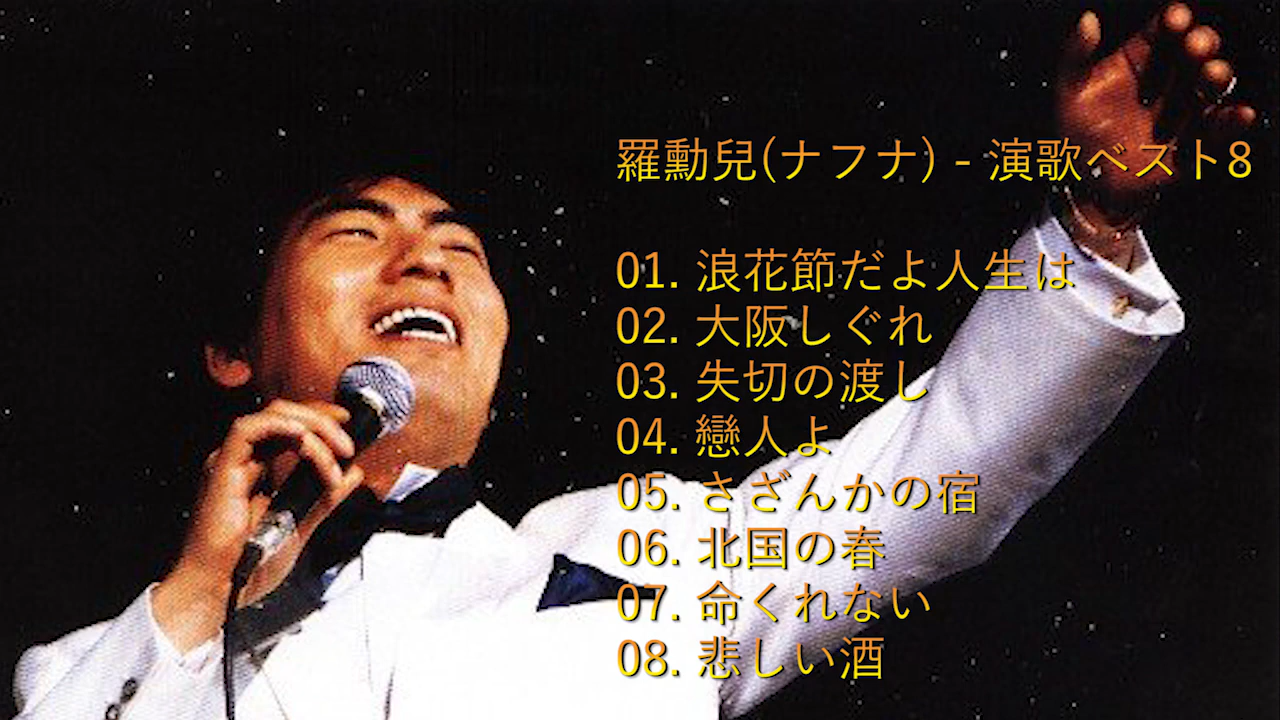 羅勳兒(ナフナ) - 演歌ベスト8
01. 浪花節だよ人生は
02. 大阪しぐれ
03. 失切の渡し
04. 戀人よ
05. さざんかの宿
06. 北国の春
07. 命くれない
08. 悲しい酒